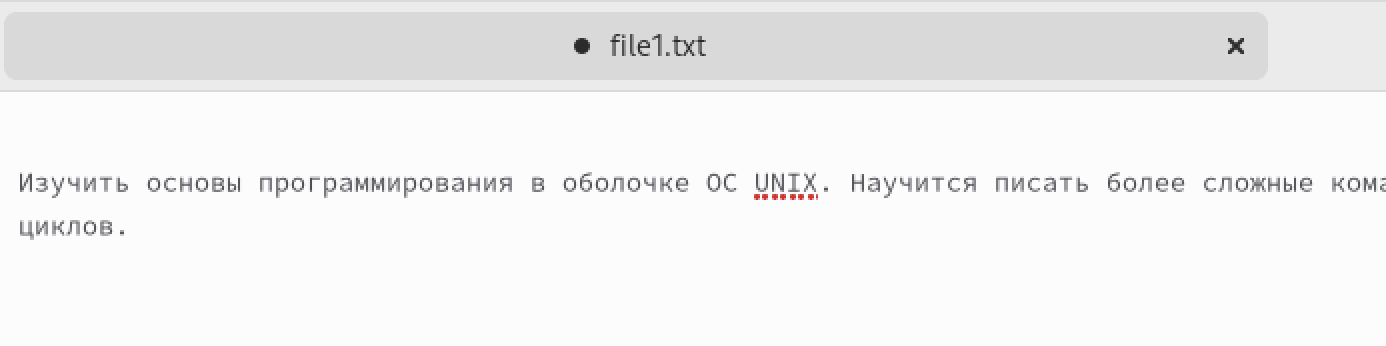 file1.txt
Изучить основы программирования в оболочке ОС UNIX. Научится писать более сложные
циклов.